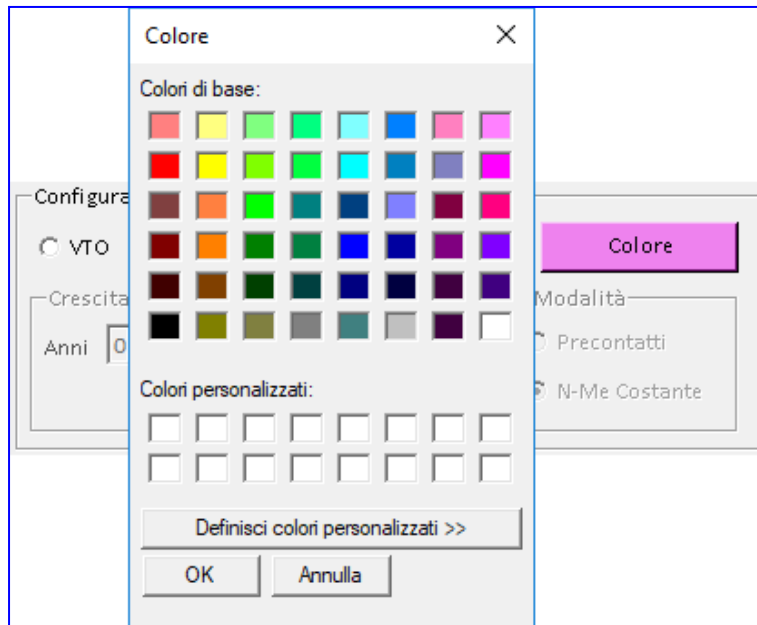 Colore
Colori di base:
Configura
VTO
Colore
Crescita
Modalità
Anni 0
Precontatti
N-Me Costante
Colori personalizzati:
Definisci colori personalizzati >>
OK
Annulla